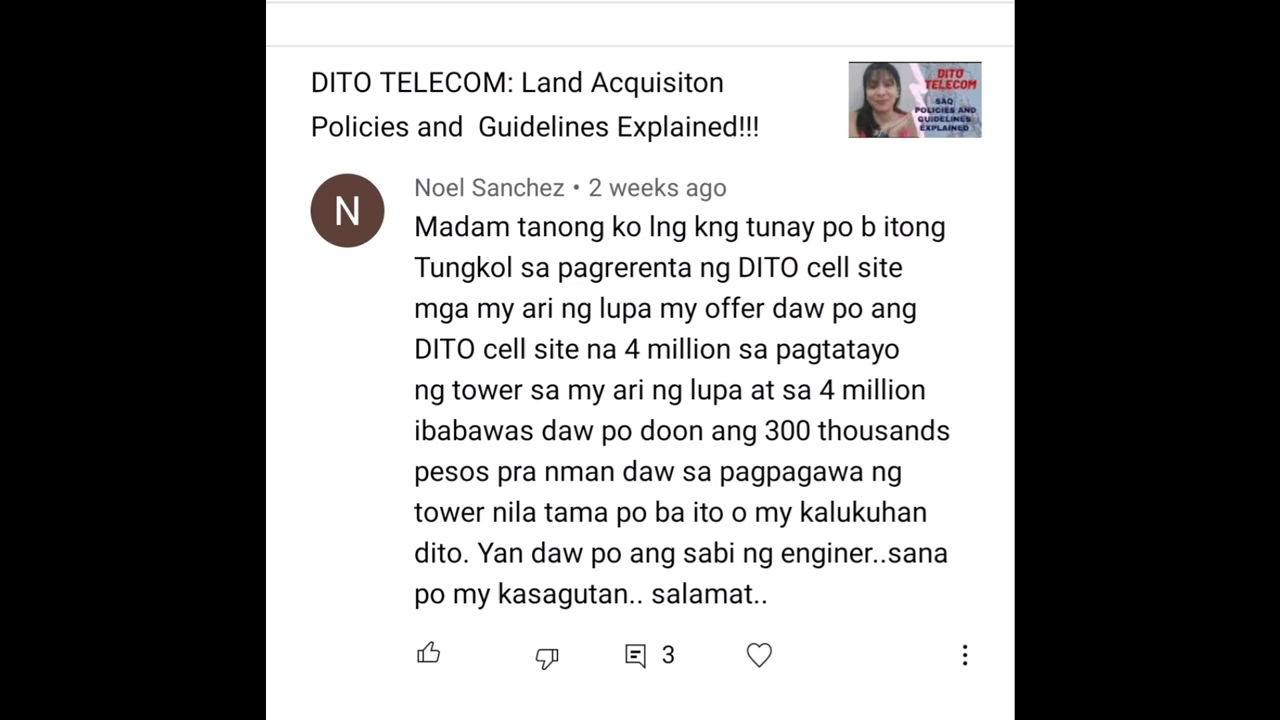 DITO TELECOM: Land Acquisiton
Policies and Guidelines Explained!!!
DITO
TELECOM
SAQ
POLICIES AND
GUIDELINES
EXPLAINED
N
Noel Sanchez • 2 weeks ago
Madam tanong ko lng kng tunay po b itong
Tungkol sa pagrerenta ng DITO cell site
mga my ari ng lupa my offer daw po ang
DITO cell site na 4 million sa pagtatayo
ng tower sa my ari ng lupa at sa 4 million
ibabawas daw po doon ang 300 thousands
pesos pra nman daw sa pagpagawa ng
tower nila tama po ba ito o my kalukuhan
dito. Yan daw po ang sabi ng enginer..sana
po my kasagutan.. salamat..
3